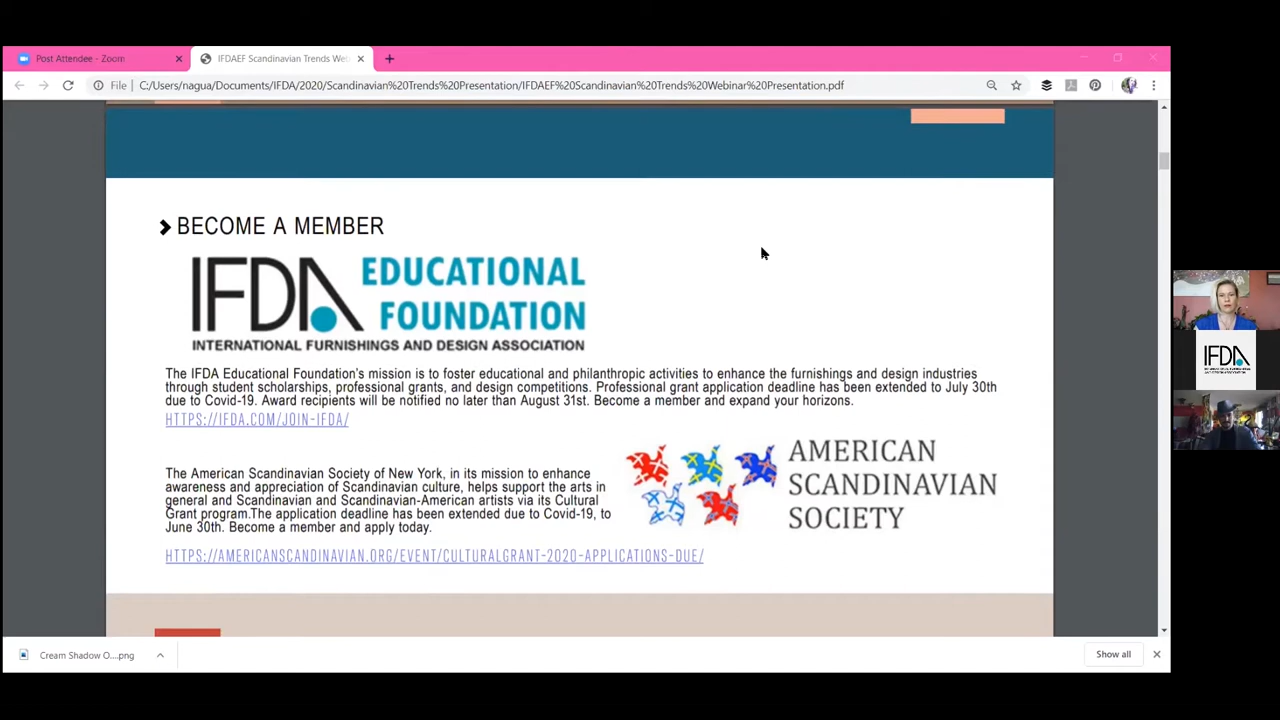 Post Attendee - Zoom
IFDAEF Scandinavian Trends Web
File
C:/Users/nagua/Documents/IFDA/2020/Scandinavian%20Trends%20Presentation/IFDAEF%20Scandinavian%20Trends%20Webinar%20Presentation.pdf
BECOME A MEMBER
IFDA EDUCATIONAL
FOUNDATION
INTERNATIONAL FURNISHINGS AND DESIGN ASSOCIATION
The IFDA Educational Foundation's mission is to foster educational and philanthropic activities to enhance the furnishings and design industries
through student scholarships, professional grants, and design competitions. Professional grant application deadline has been extended to July 30th
due to Covid-19. Award recipients will be notified no later than August 31st. Become a member and expand your horizons.
HTTPS://IFDA.COM/JOIN-IFDA/
The American Scandinavian Society of New York, in its mission to enhance
awareness and appreciation of Scandinavian culture, helps support the arts in
general and Scandinavian and Scandinavian-American artists via its Cultural
Grant program.The application deadline has been extended due to Covid-19, to
June 30th. Become a member and apply today.
AMERICAN
SCANDINAVIAN
SOCIETY
HTTPS://AMERICANSCANDINAVIAN.ORG/EVENT/CULTURALGRANT-2020-APPLICATIONS-DUE/
Cream Shadow O....png
Show all
IFDA